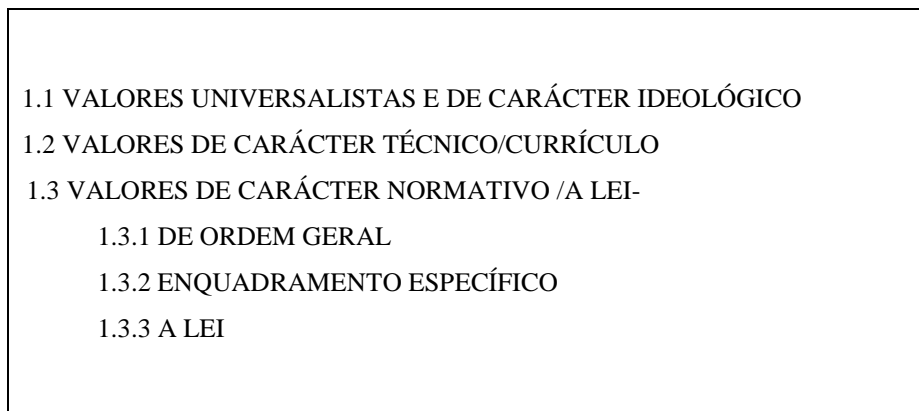 1.1 VALORES UNIVERSALISTAS E DE CARÁCTER IDEOLÓGICO
1.2 VALORES DE CARÁCTER TÉCNICO/CURRÍCULO
1.3 VALORES DE CARÁCTER NORMATIVO /A LEI-
1.3.1 DE ORDEM GERAL
1.3.2 ENQUADRAMENTO ESPECÍFICO
1.3.3 A LEI